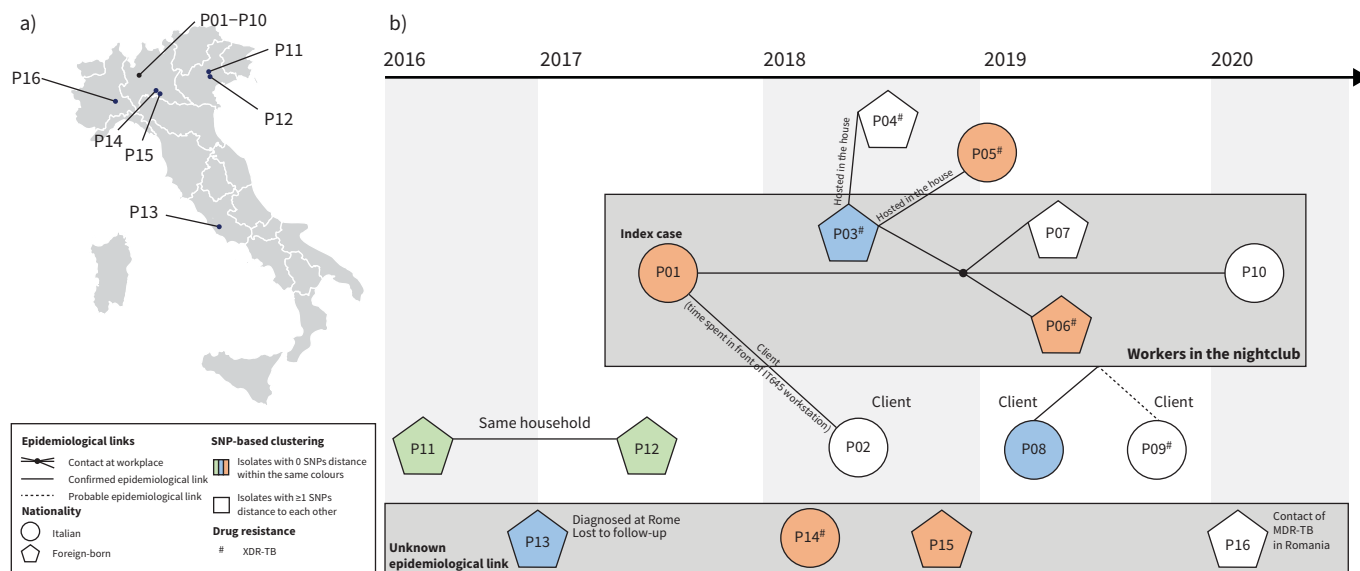 a)
P01–P10
P11
P16
P12
P14
P15
P13
Epidemiological links
Contact at workplace
Confirmed epidemiological link
Probable epidemiological link
Nationality
Italian
Foreign-born
SNP-based clustering
Isolates with 0 SNPs distance
within the same colours
Isolates with ≥1 SNPs
distance to each other
Drug resistance
# XDR-TB
b)
2016 2017 2018 2019 2020
P04#
P05#
Hosted in the house
Hosted in the house
P03#
P07
Index case
P01
P10
P06#
Workers in the nightclub
Client
(time spent in front of IT645 workstation)
Client
Client
Client
Same household
P11
P12
P02
P08
P09#
Unknown
epidemiological link
P13
Diagnosed at Rome
Lost to follow-up
P14#
P15
P16
Contact of
MDR-TB
in Romania